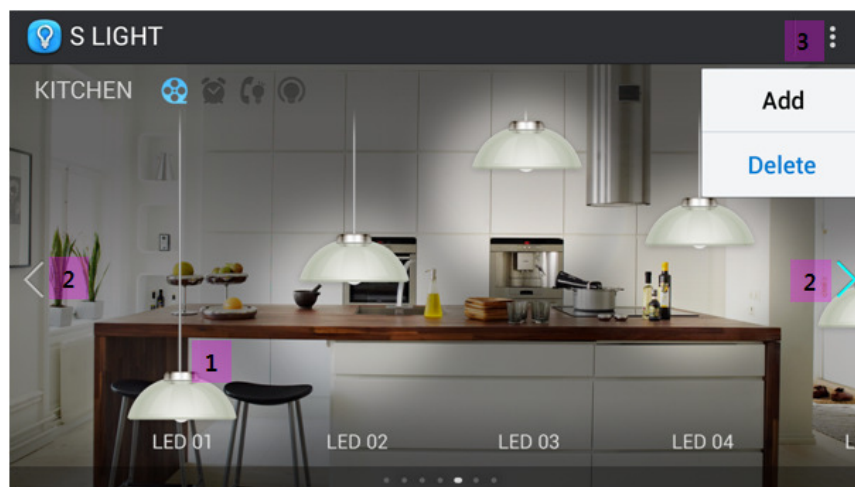 S LIGHT
3
KITCHEN
Add
Delete
2
2
1
LED 01
LED 02
LED 03
LED 04
L